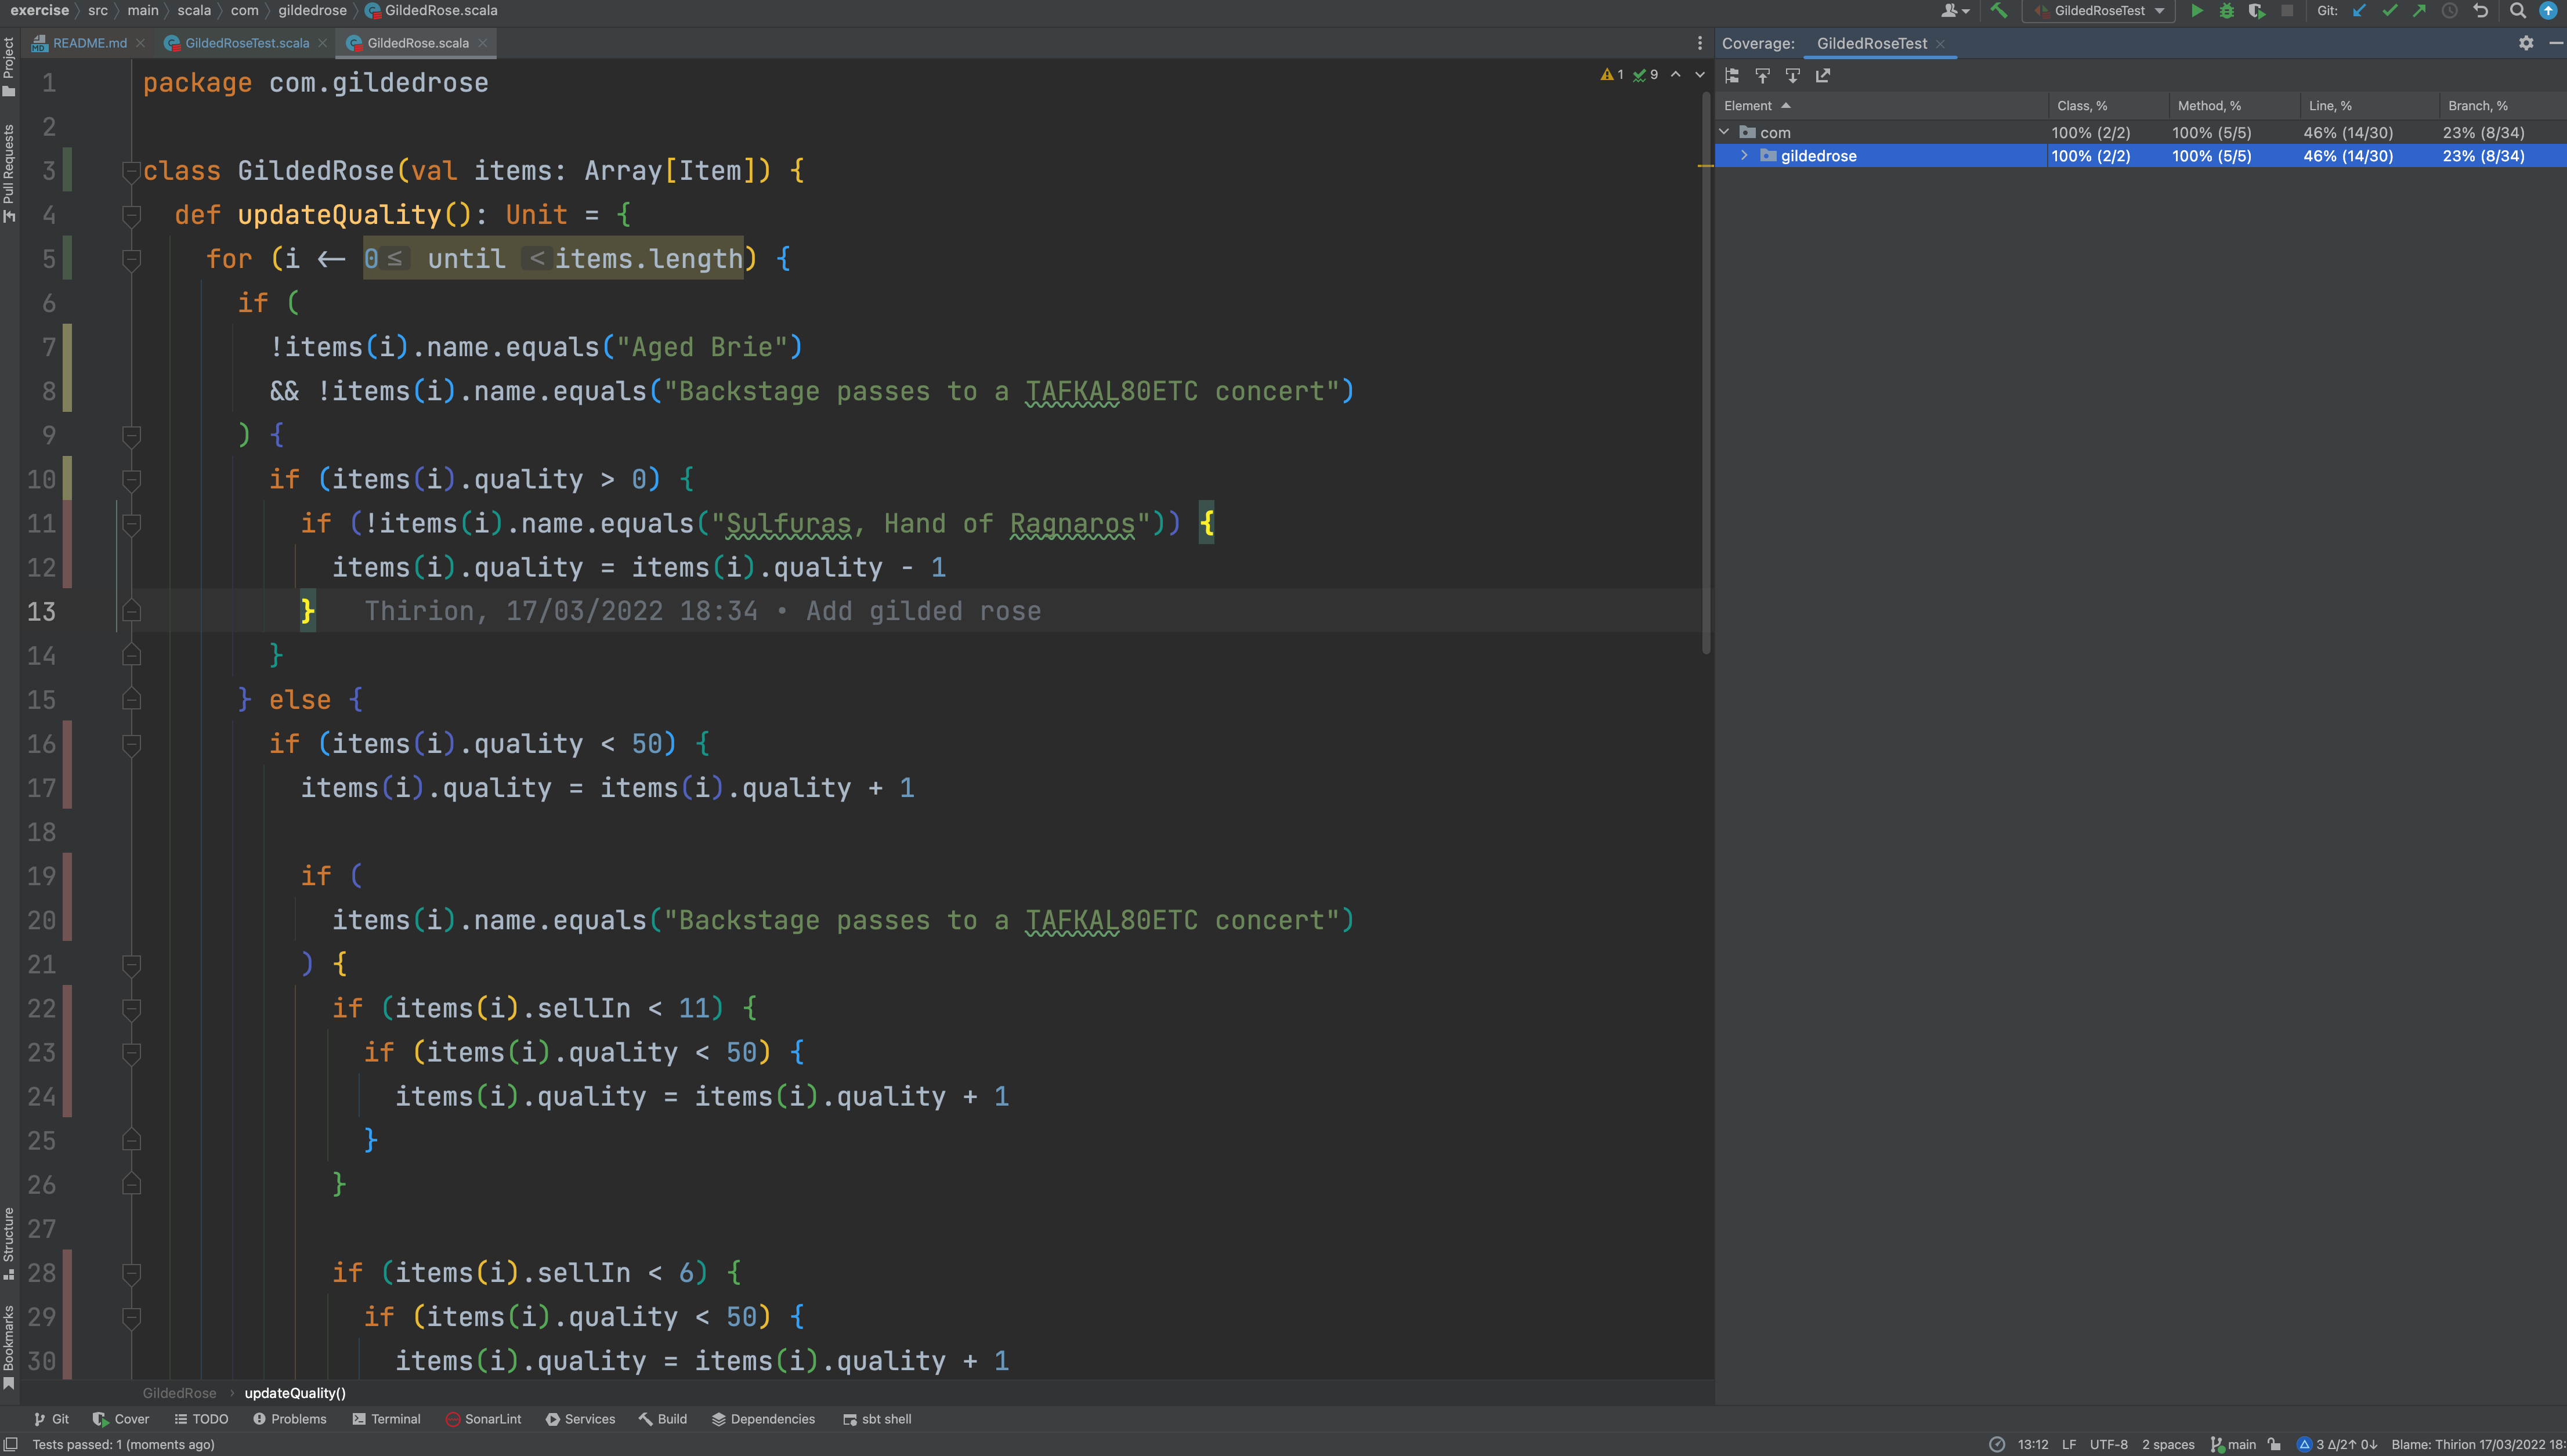 exercise src main scala com gildedrose GildedRose.scala GildedRoseTest Git:
README.md GildedRoseTest.scala GildedRose.scala Coverage: GildedRoseTest
Project
Pull Requests
Structure
Bookmarks
1 package com.gildedrose
2
3 class GildedRose(val items: Array[Item]) {
4 def updateQuality(): Unit = {
5 for (i ← 0 ≤ until < items.length) {
6 if (
7 !items(i).name.equals("Aged Brie")
8 && !items(i).name.equals("Backstage passes to a TAFKAL80ETC concert")
9 ) {
10 if (items(i).quality > 0) {
11 if (!items(i).name.equals("Sulfuras, Hand of Ragnaros")) {
12 items(i).quality = items(i).quality - 1
13 } Thirion, 17/03/2022 18:34 • Add gilded rose
14 }
15 } else {
16 if (items(i).quality < 50) {
17 items(i).quality = items(i).quality + 1
18
19 if (
20 items(i).name.equals("Backstage passes to a TAFKAL80ETC concert")
21 ) {
22 if (items(i).sellIn < 11) {
23 if (items(i).quality < 50) {
24 items(i).quality = items(i).quality + 1
25 }
26 }
27
28 if (items(i).sellIn < 6) {
29 if (items(i).quality < 50) {
30 items(i).quality = items(i).quality + 1
1 9
Element Class, % Method, % Line, % Branch, %
com 100% (2/2) 100% (5/5) 46% (14/30) 23% (8/34)
gildedrose 100% (2/2) 100% (5/5) 46% (14/30) 23% (8/34)
GildedRose updateQuality()
Git Cover TODO Problems Terminal SonarLint Services Build Dependencies sbt shell
Tests passed: 1 (moments ago) 13:12 LF UTF-8 2 spaces main 3 Δ/2↑ 0↓ Blame: Thirion 17/03/2022 18: